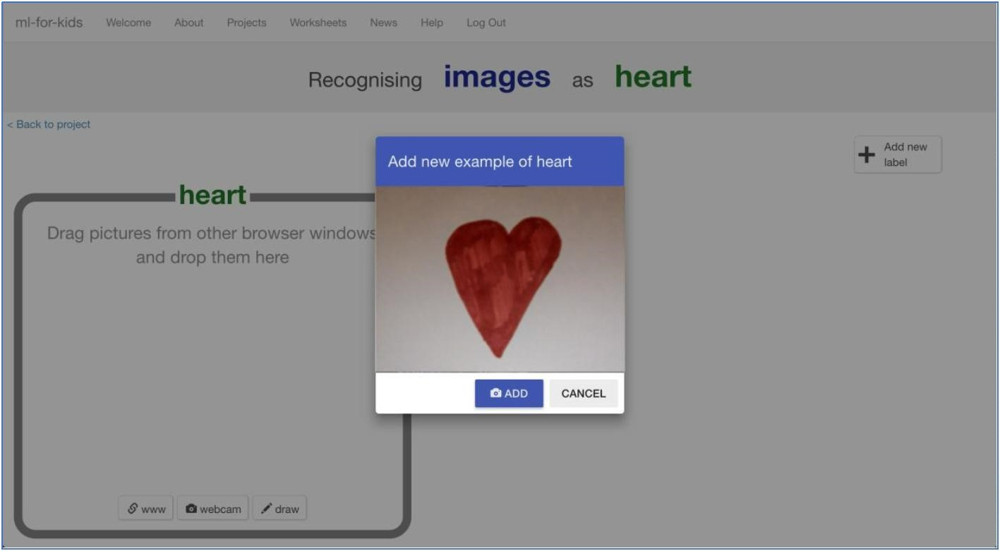 ml-for-kids Welcome About Projects Worksheets News Help Log Out
Recognising images as heart
< Back to project
Add new
label
Add new example of heart
heart
Drag pictures from other browser windows
and drop them here
ADD CANCEL
www webcam draw